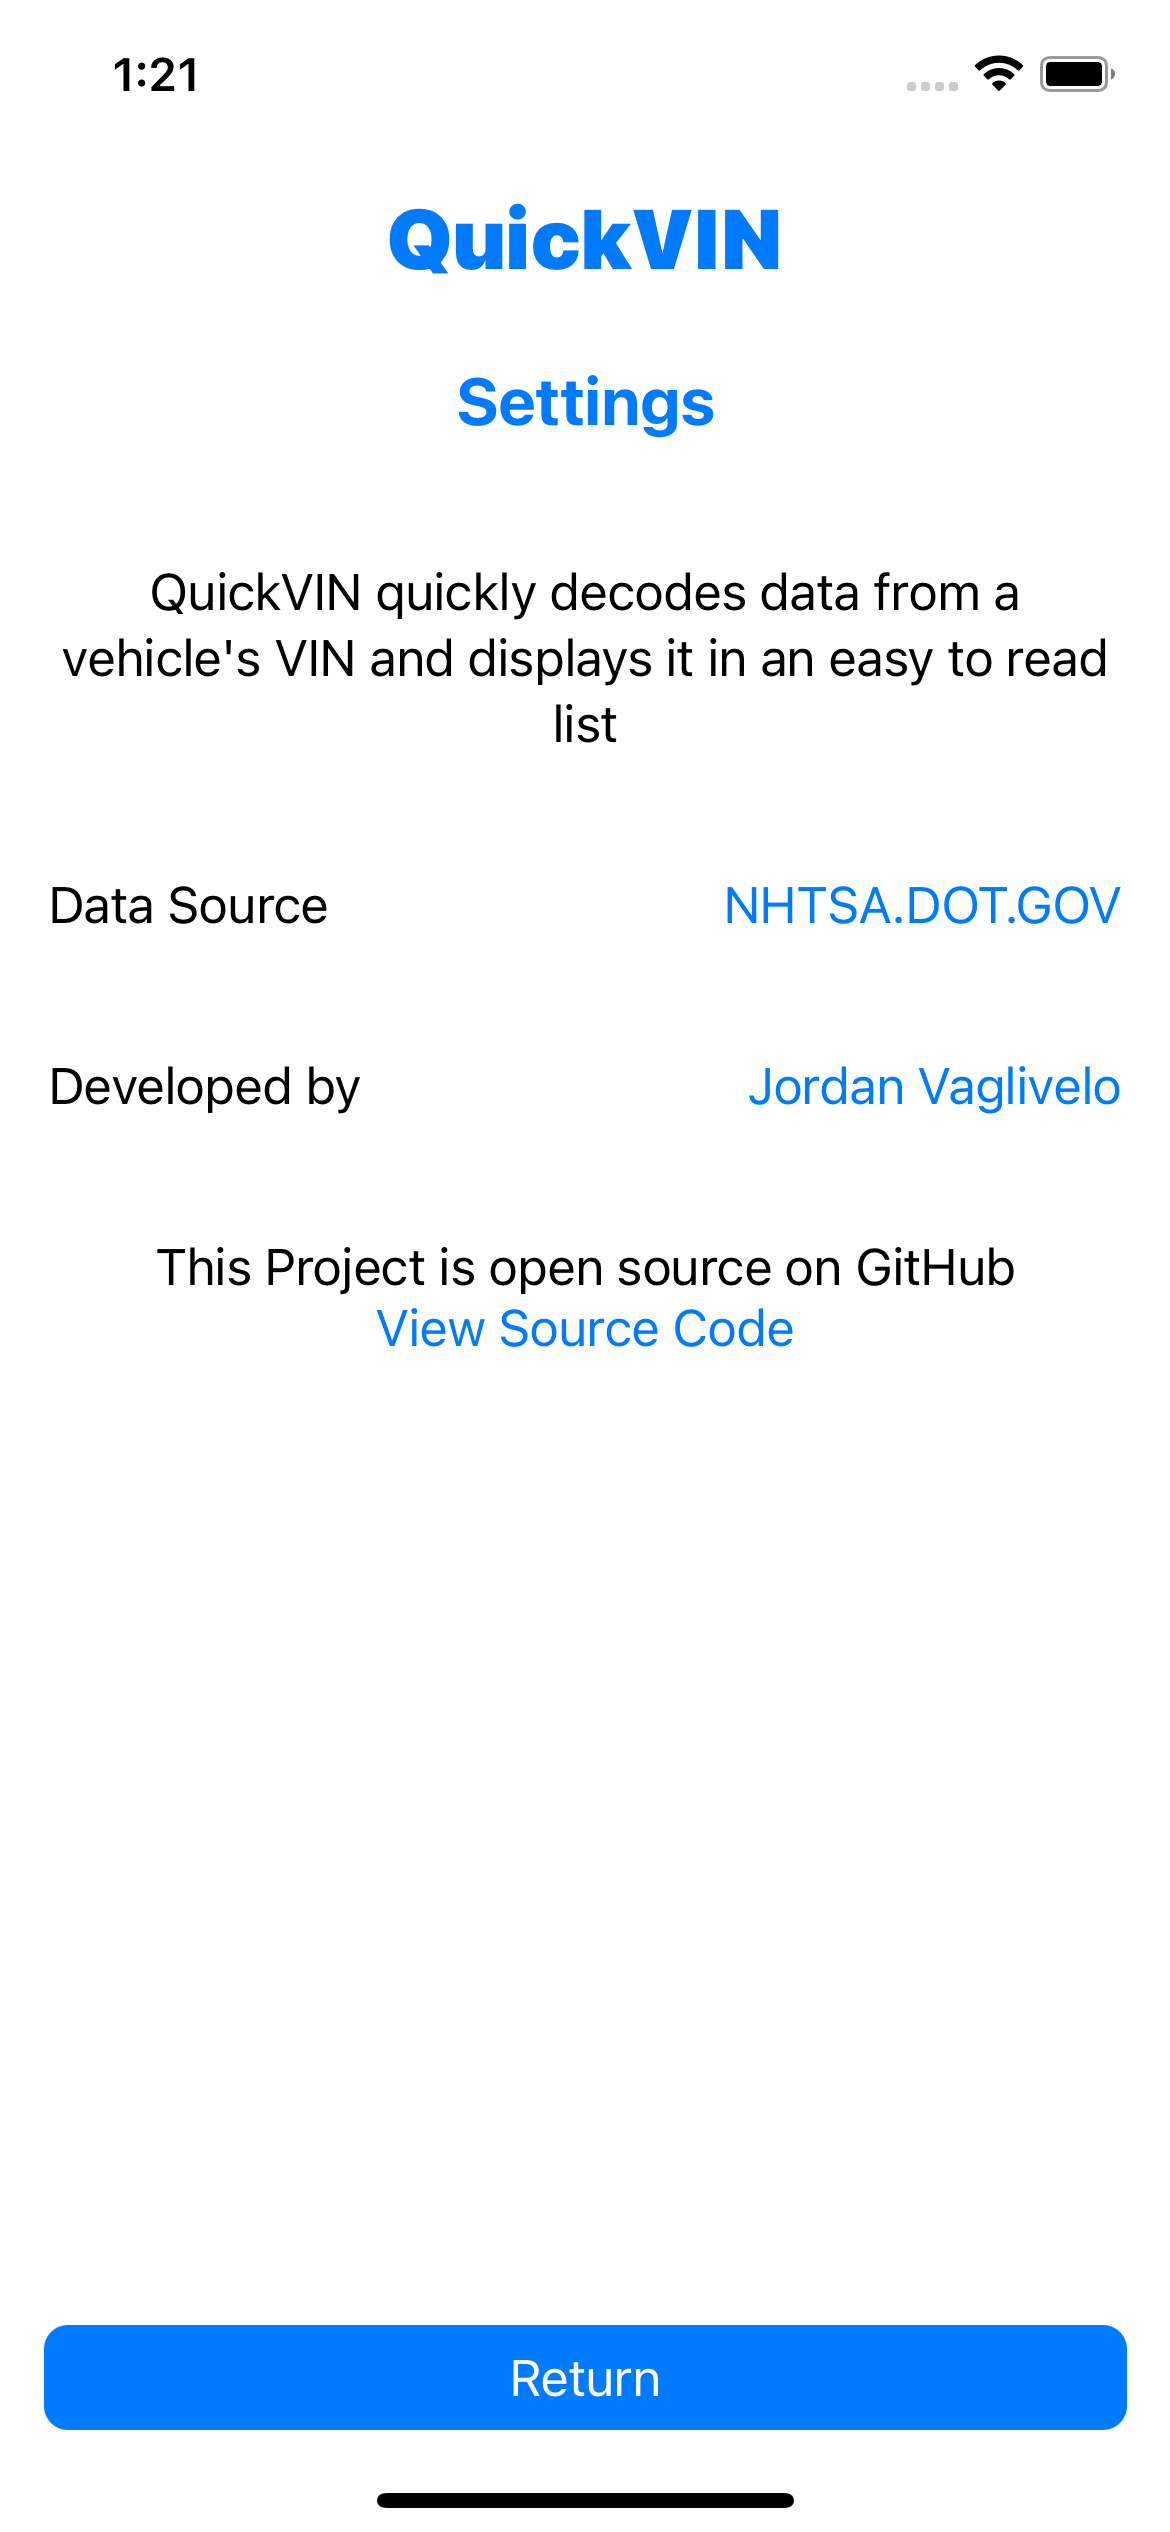 1:21
QuickVIN
Settings
QuickVIN quickly decodes data from a
vehicle's VIN and displays it in an easy to read
list
Data Source NHTSA.DOT.GOV
Developed by Jordan Vaglivelo
This Project is open source on GitHub
View Source Code
Return